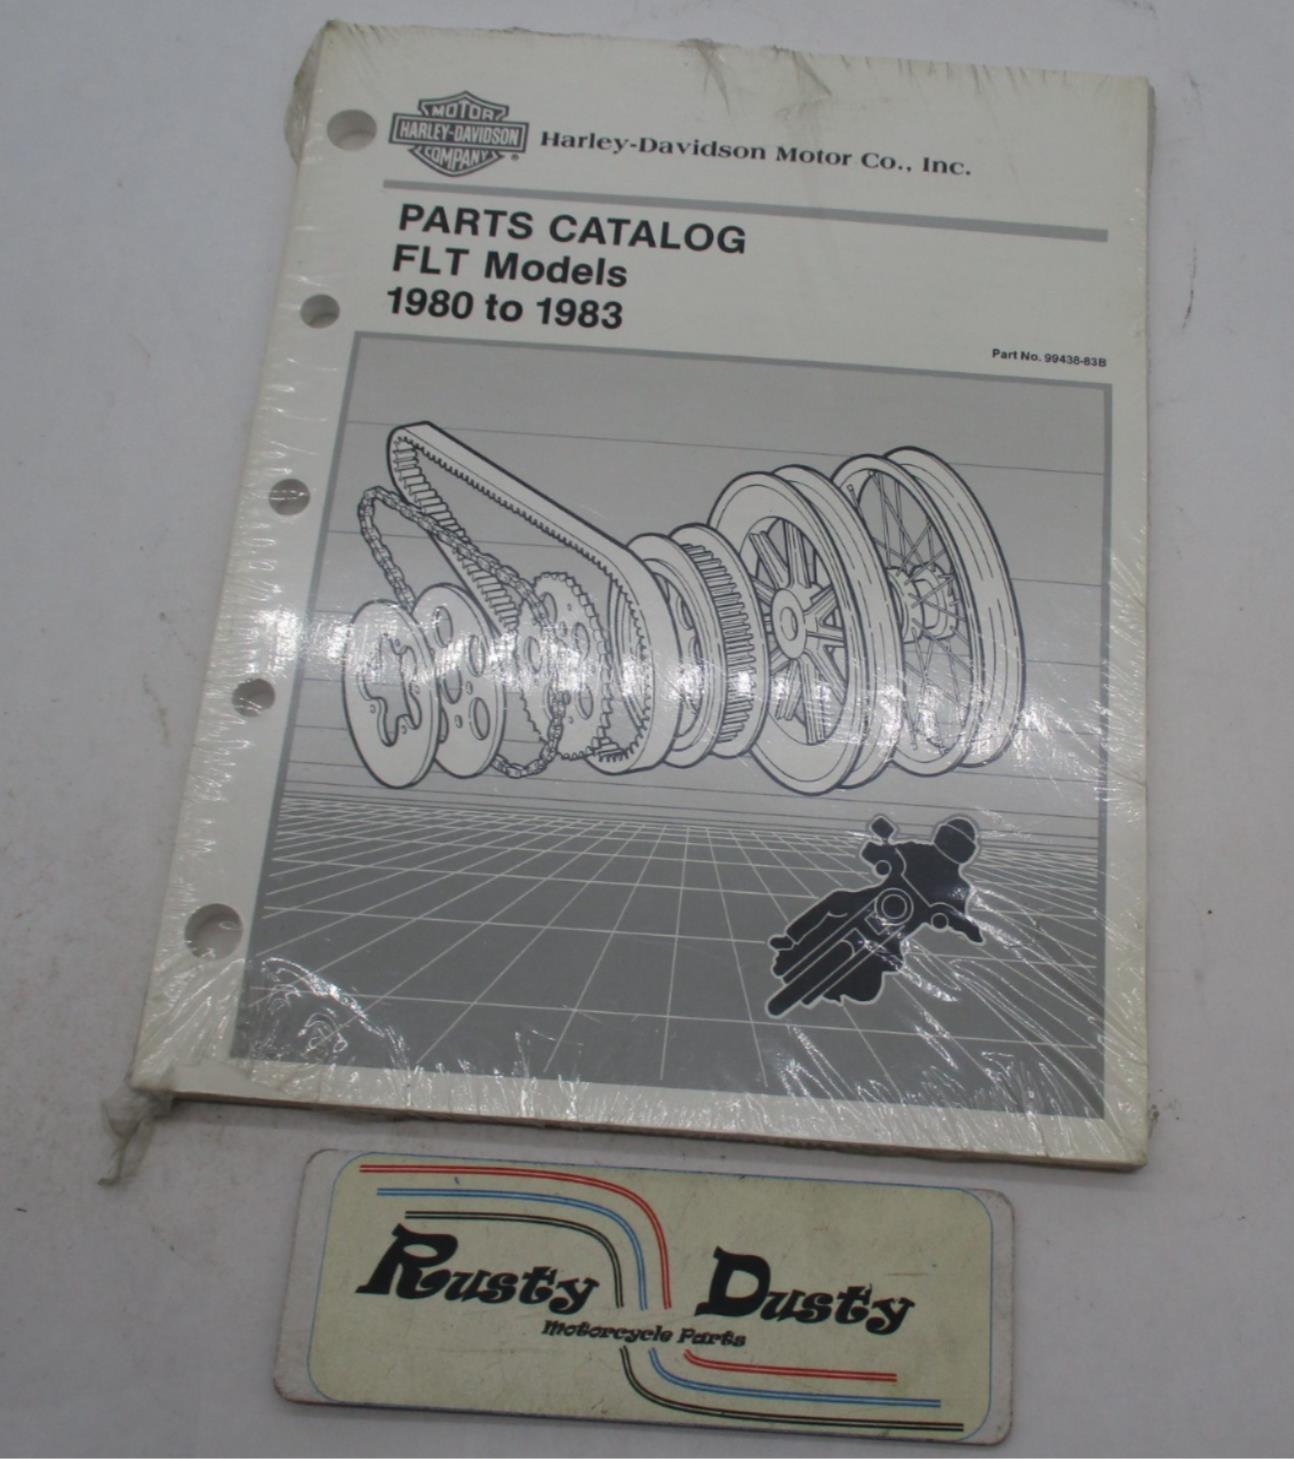 MOTOR
HARLEY-DAVIDSON
COMPANY
®
Harley-Davidson Motor Co., Inc.
PARTS CATALOG
FLT Models
1980 to 1983
Part No. 99438-83B
Rusty Dusty
Motorcycle Parts